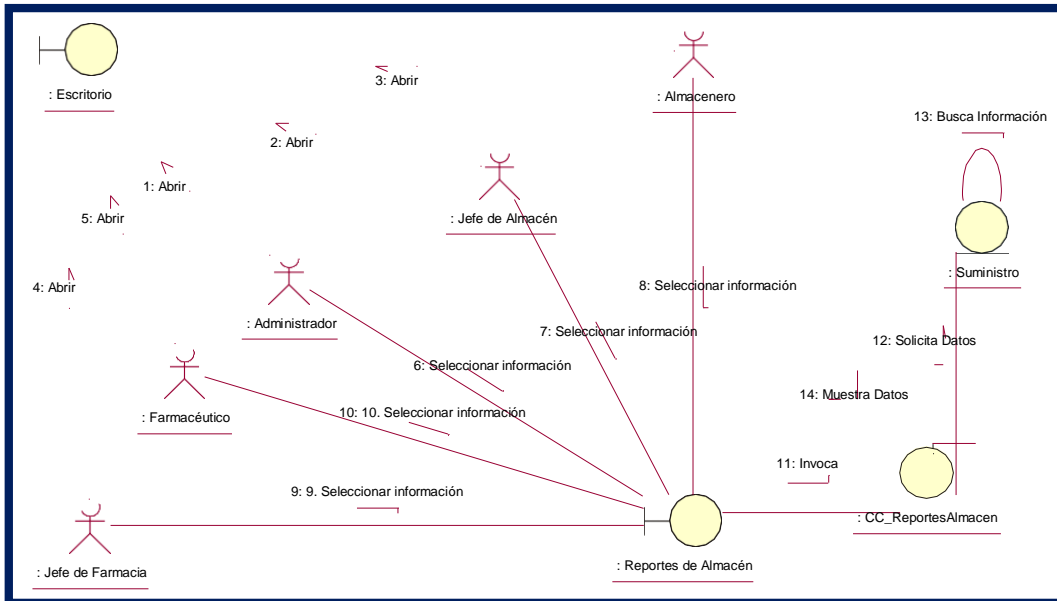 3: Abrir
: Escritorio
: Almacenero
13: Busca Información
2: Abrir
1: Abrir
5: Abrir
: Jefe de Almacén
: Suministro
4: Abrir
8: Seleccionar información
: Administrador
7: Seleccionar información
12: Solicita Datos
6: Seleccionar información
14: Muestra Datos
: Farmacéutico
10: 10. Seleccionar información
11: Invoca
9: 9. Seleccionar información
: CC_ReportesAlmacen
: Jefe de Farmacia
: Reportes de Almacén